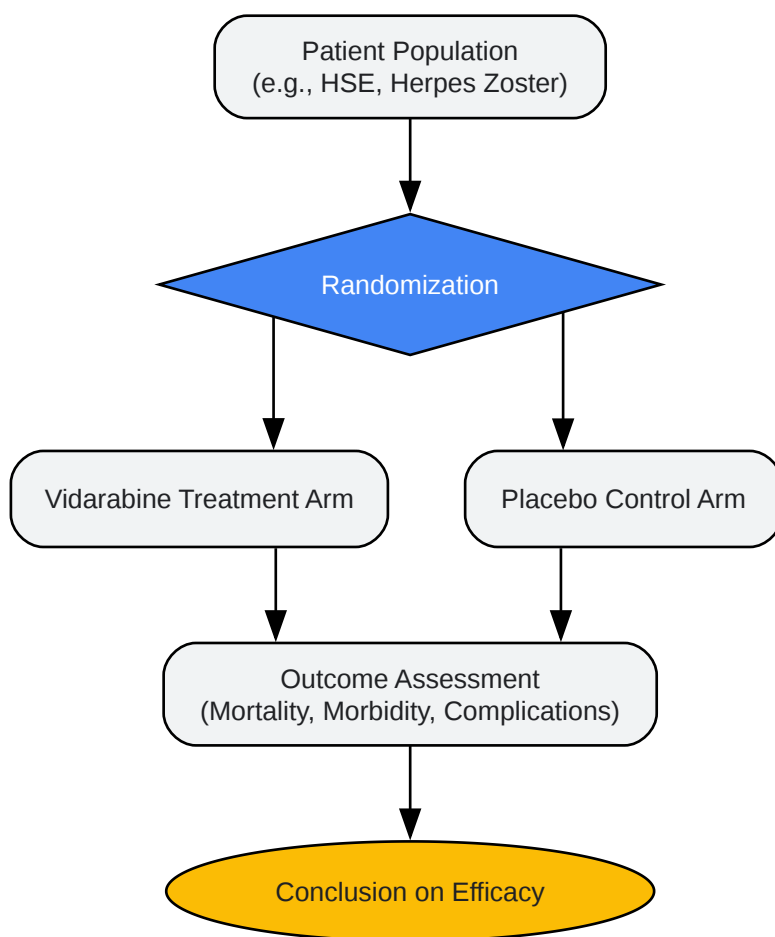 Patient Population
(e.g., HSE, Herpes Zoster)
Randomization
Vidarabine Treatment Arm
Placebo Control Arm
Outcome Assessment
(Mortality, Morbidity, Complications)
Conclusion on Efficacy